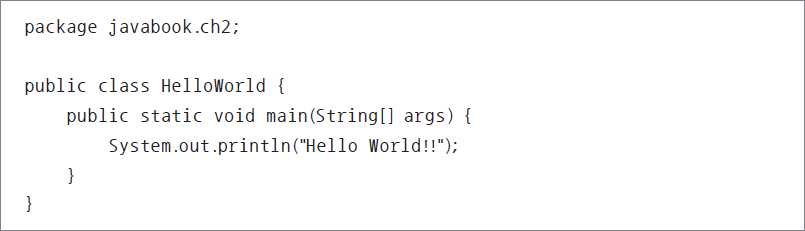 package javabook.ch2;

public class HelloWorld {
    public static void main(String[] args) {
        System.out.println("Hello World!!");
    }
}